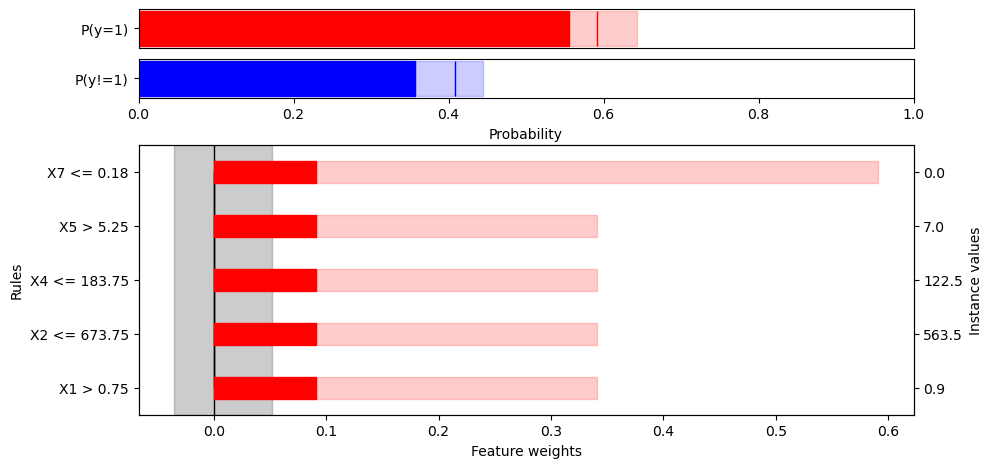 P(y=1)
P(y!=1)
0.0 0.2 0.4 0.6 0.8 1.0
Probability
X7 <= 0.18 0.0
X5 > 5.25 7.0
X4 <= 183.75 122.5
X2 <= 673.75 563.5
X1 > 0.75 0.9
Rules
Instance values
0.0 0.1 0.2 0.3 0.4 0.5 0.6
Feature weights